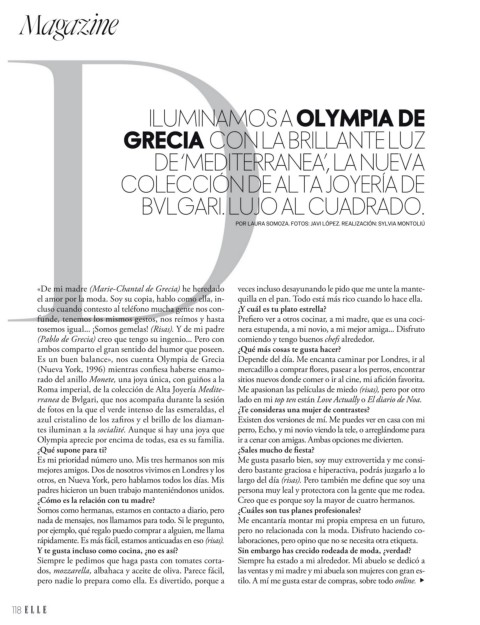 Magazine
D
ILUMINAMOS A OLYMPIA DE
GRECIA CON LA BRILLANTE LUZ
DE ‘MEDITERRANEA’, LA NUEVA
COLECCIÓN DE ALTA JOYERÍA DE
BVLGARI. LUJO AL CUADRADO.
POR LAURA SOMOZA. FOTOS: JAVI LÓPEZ. REALIZACIÓN: SYLVIA MONTOLIÚ
«De mi madre (Marie-Chantal de Grecia) he heredado
el amor por la moda. Soy su copia, hablo como ella, in-
cluso cuando contesto al teléfono mucha gente nos con-
funde, tenemos los mismos gestos, nos reímos y hasta
tosemos igual... ¡Somos gemelas! (Risas). Y de mi padre
(Pablo de Grecia) creo que tengo su ingenio... Pero con
ambos comparto el gran sentido del humor que poseen.
Es un buen balance», nos cuenta Olympia de Grecia
(Nueva York, 1996) mientras confiesa haberse enamo-
rado del anillo Monete, una joya única, con guiños a la
Roma imperial, de la colección de Alta Joyería Medite-
rranea de Bvlgari, que nos acompaña durante la sesión
de fotos en la que el verde intenso de las esmeraldas, el
azul cristalino de los zafiros y el brillo de los diaman-
tes iluminan a la socialité. Aunque si hay una joya que
Olympia aprecie por encima de todas, esa es su familia.
¿Qué supone para ti?
Es mi prioridad número uno. Mis tres hermanos son mis
mejores amigos. Dos de nosotros vivimos en Londres y los
otros, en Nueva York, pero hablamos todos los días. Mis
padres hicieron un buen trabajo manteniéndonos unidos.
¿Cómo es la relación con tu madre?
Somos como hermanas, estamos en contacto a diario, pero
nada de mensajes, nos llamamos para todo. Si le pregunto,
por ejemplo, qué regalo puedo comprar a alguien, me llama
rápidamente. Es más fácil, estamos anticuadas en eso (risas).
Y te gusta incluso como cocina, ¿no es así?
Siempre le pedimos que haga pasta con tomates corta-
dos, mozzarella, albahaca y aceite de oliva. Parece fácil,
pero nadie lo prepara como ella. Es divertido, porque a
veces incluso desayunando le pido que me unte la mante-
quilla en el pan. Todo está más rico cuando lo hace ella.
¿Y cuál es tu plato estrella?
Prefiero ver a otros cocinar, a mi madre, que es una coci-
nera estupenda, a mi novio, a mi mejor amiga... Disfruto
comiendo y tengo buenos chefs alrededor.
¿Qué más cosas te gusta hacer?
Depende del día. Me encanta caminar por Londres, ir al
mercadillo a comprar flores, pasear a los perros, encontrar
sitios nuevos donde comer o ir al cine, mi afición favorita.
Me apasionan las películas de miedo (risas), pero por otro
lado en mi top ten están Love Actually o El diario de Noa.
¿Te consideras una mujer de contrastes?
Existen dos versiones de mí. Me puedes ver en casa con mi
perro, Echo, y mi novio viendo la tele, o arreglándome para
ir a cenar con amigas. Ambas opciones me divierten.
¿Sales mucho de fiesta?
Me gusta pasarlo bien, soy muy extrovertida y me consi-
dero bastante graciosa e hiperactiva, podrás juzgarlo a lo
largo del día (risas). Pero también me define que soy una
persona muy leal y protectora con la gente que me rodea.
Creo que es porque soy la mayor de cuatro hermanos.
¿Cuáles son tus planes profesionales?
Me encantaría montar mi propia empresa en un futuro,
pero no relacionada con la moda. Disfruto haciendo co-
laboraciones, pero opino que no se necesita otra etiqueta.
Sin embargo has crecido rodeada de moda, ¿verdad?
Siempre ha estado a mi alrededor. Mi abuelo se dedicó a
las ventas y mi madre y mi abuela son mujeres con gran es-
tilo. A mí me gusta estar de compras, sobre todo online. ►
118 ELLE